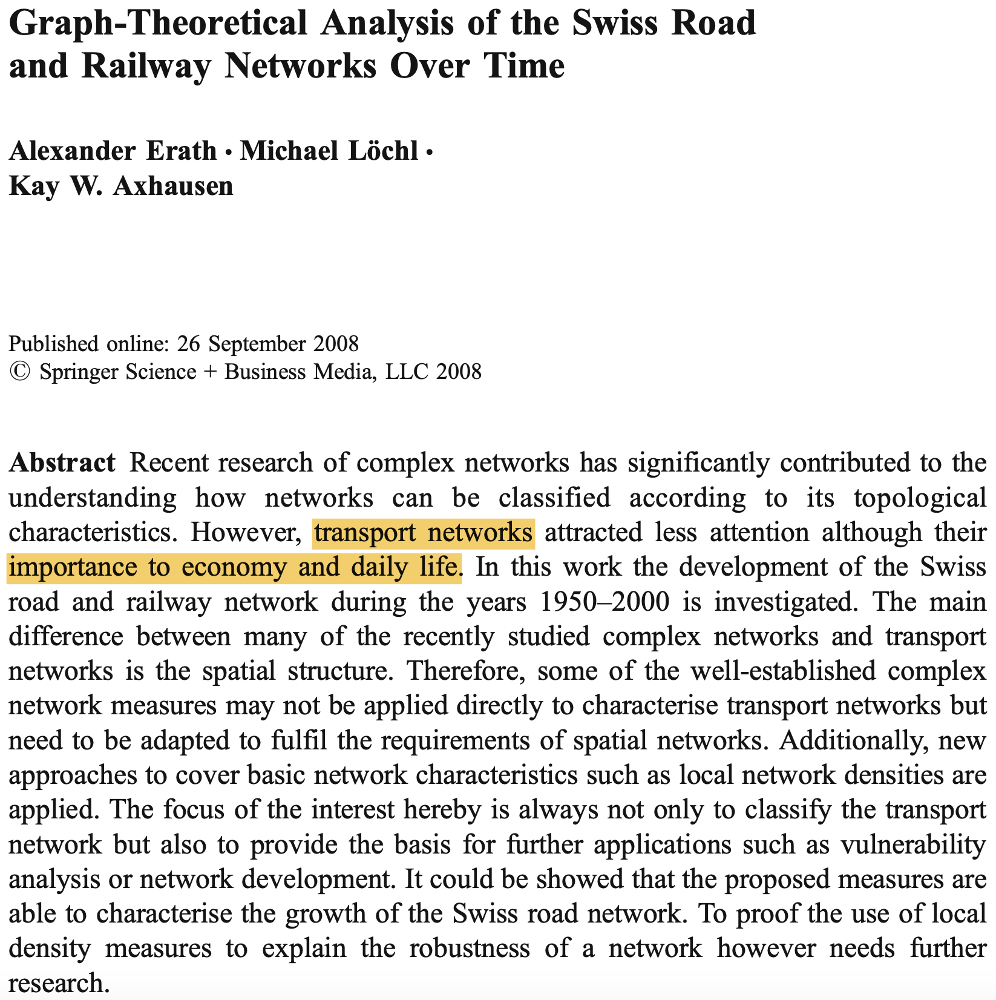 Graph-Theoretical Analysis of the Swiss Road
and Railway Networks Over Time
Alexander Erath · Michael Löchl ·
Kay W. Axhausen
Published online: 26 September 2008
© Springer Science + Business Media, LLC 2008
Abstract Recent research of complex networks has significantly contributed to the
understanding how networks can be classified according to its topological
characteristics. However, transport networks attracted less attention although their
importance to economy and daily life. In this work the development of the Swiss
road and railway network during the years 1950–2000 is investigated. The main
difference between many of the recently studied complex networks and transport
networks is the spatial structure. Therefore, some of the well-established complex
network measures may not be applied directly to characterise transport networks but
need to be adapted to fulfil the requirements of spatial networks. Additionally, new
approaches to cover basic network characteristics such as local network densities are
applied. The focus of the interest hereby is always not only to classify the transport
network but also to provide the basis for further applications such as vulnerability
analysis or network development. It could be showed that the proposed measures are
able to characterise the growth of the Swiss road network. To proof the use of local
density measures to explain the robustness of a network however needs further
research.